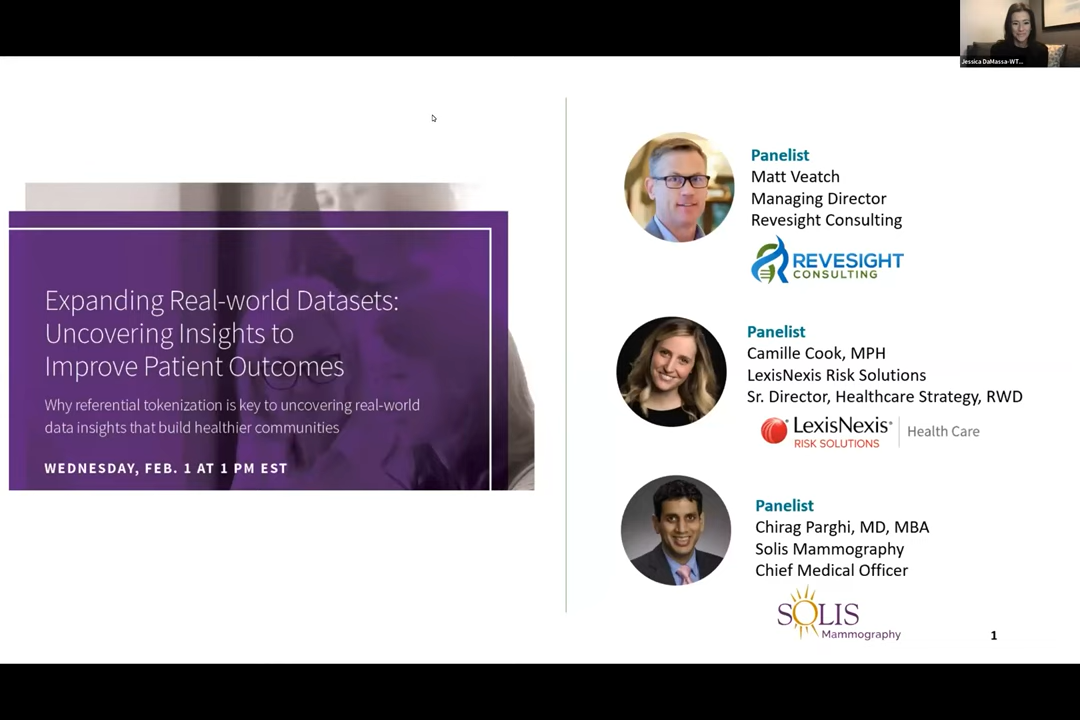 Jessica DaMassa-WT...
Expanding Real-world Datasets:
Uncovering Insights to
Improve Patient Outcomes
Why referential tokenization is key to uncovering real-world
data insights that build healthier communities
WEDNESDAY, FEB. 1 AT 1 PM EST
Panelist
Matt Veatch
Managing Director
Revesight Consulting
REVESIGHT
CONSULTING
Panelist
Camille Cook, MPH
LexisNexis Risk Solutions
Sr. Director, Healthcare Strategy, RWD
LexisNexis®
RISK SOLUTIONS
Health Care
Panelist
Chirag Parghi, MD, MBA
Solis Mammography
Chief Medical Officer
SOLIS
Mammography
1